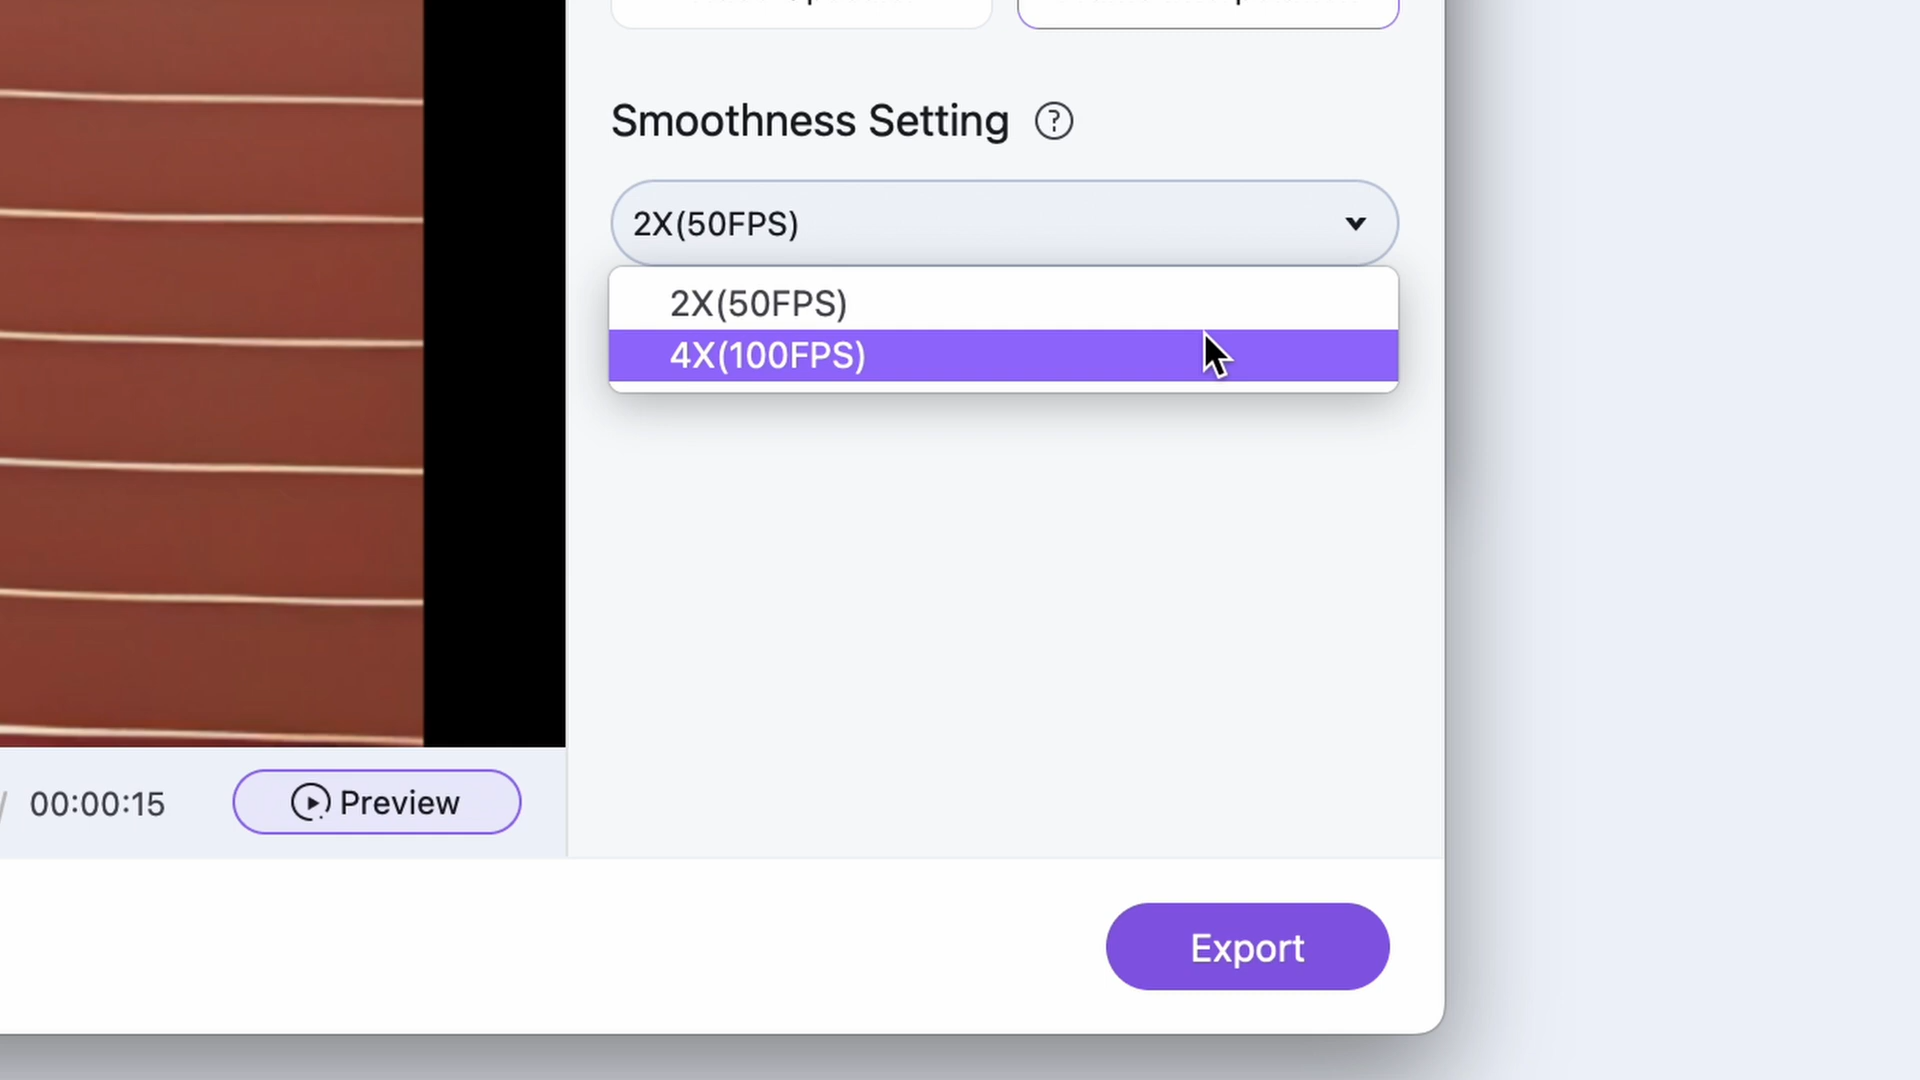 Smoothness Setting ?
2X(50FPS)
2X(50FPS)
4X(100FPS)
/ 00:00:15
Preview
Export